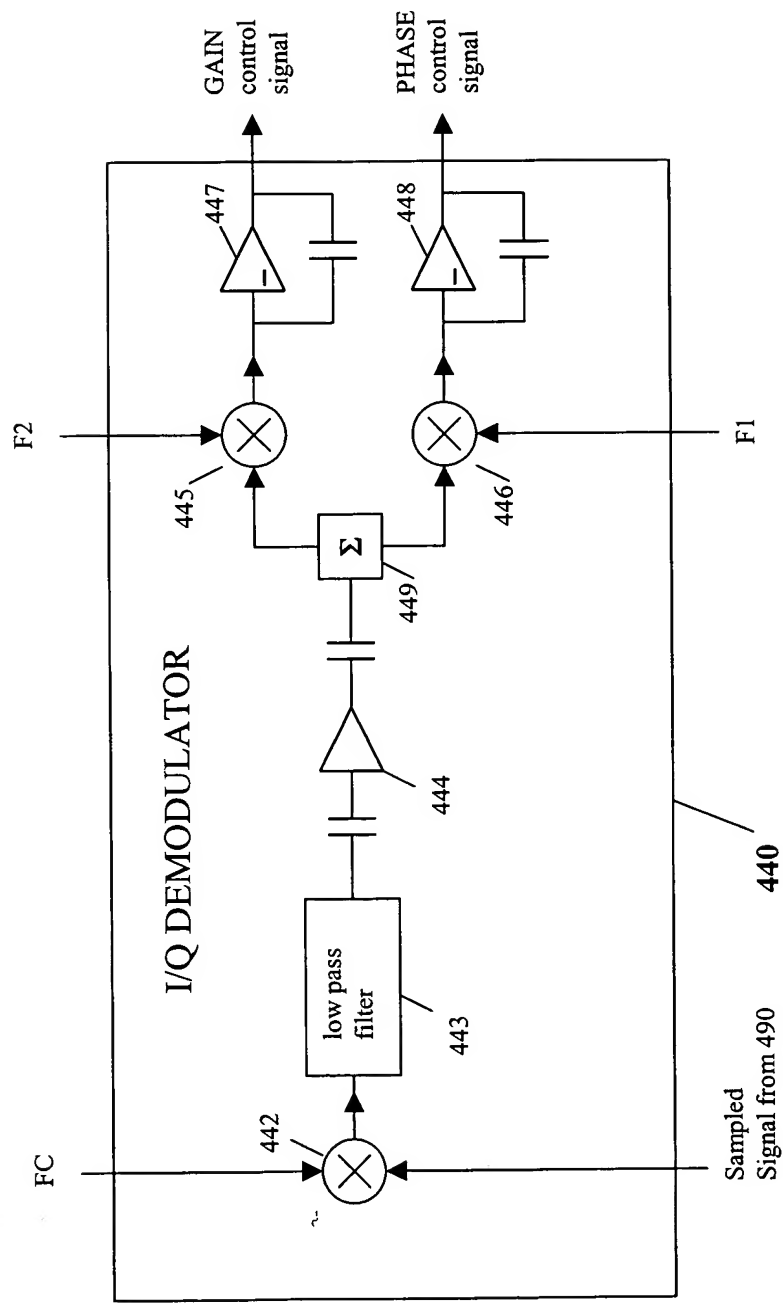 I/Q DEMODULATOR
FC
F2
442
low pass
filter
443
444
Σ
449
445
446
447
448
−
−
GAIN
control
signal
PHASE
control
signal
Sampled
Signal from 490
440
F1